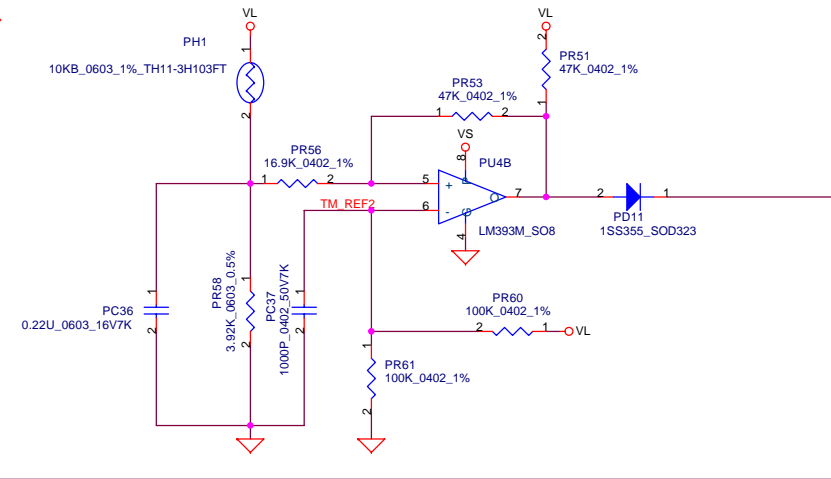 VL
VL
PH1
10KB_0603_1%_TH11-3H103FT
1
2
2
1
PR51
47K_0402_1%
PR53
47K_0402_1%
1
2
VS
PR56
16.9K_0402_1%
1
2
8
PU4B
5
+
P
O
7
TM_REF2
6
-
G
4
LM393M_SO8
2
1
PD11
1SS355_SOD323
PC36
0.22U_0603_16V7K
1
2
PR58
3.92K_0603_0.5%
1
2
PC37
1000P_0402_50V7K
1
2
PR60
100K_0402_1%
2
1
VL
PR61
100K_0402_1%
1
2